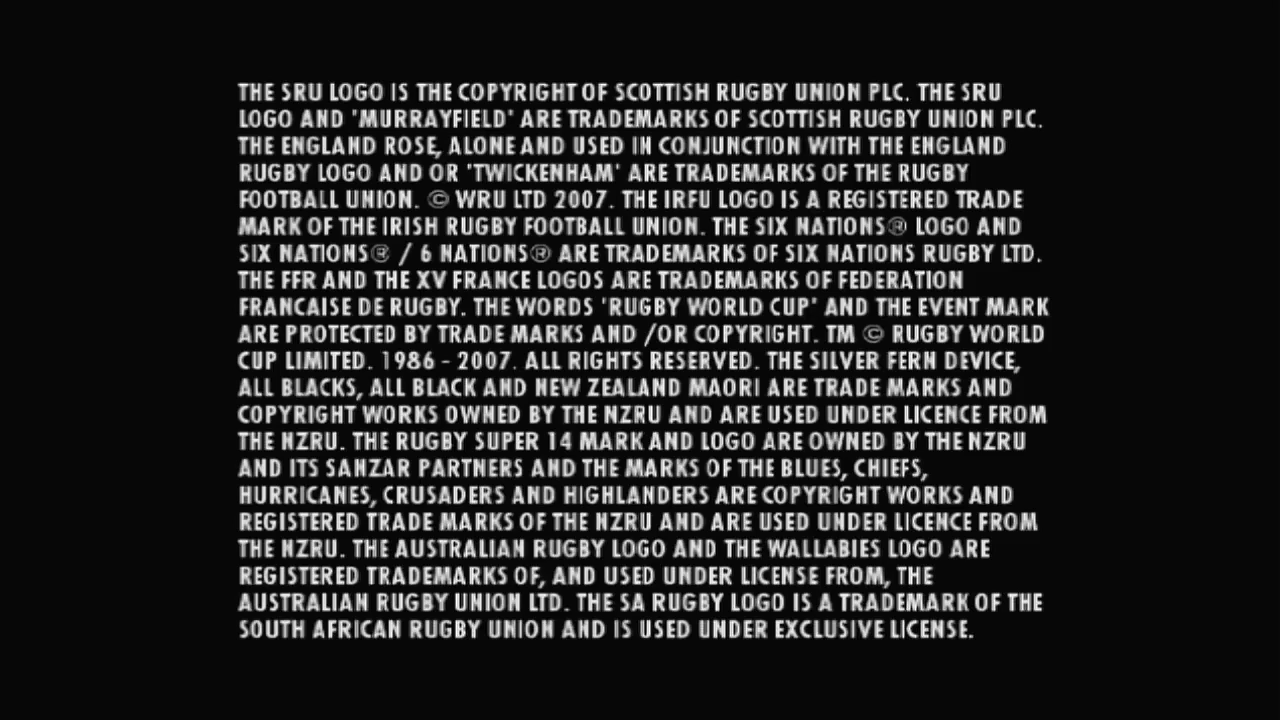 THE SRU LOGO IS THE COPYRIGHT OF SCOTTISH RUGBY UNION PLC. THE SRU
LOGO AND 'MURRAYFIELD' ARE TRADEMARKS OF SCOTTISH RUGBY UNION PLC.
THE ENGLAND ROSE, ALONE AND USED IN CONJUNCTION WITH THE ENGLAND
RUGBY LOGO AND OR 'TWICKENHAM' ARE TRADEMARKS OF THE RUGBY
FOOTBALL UNION. © WRU LTD 2007. THE IRFU LOGO IS A REGISTERED TRADE
MARK OF THE IRISH RUGBY FOOTBALL UNION. THE SIX NATIONS® LOGO AND
SIX NATIONS® / 6 NATIONS® ARE TRADEMARKS OF SIX NATIONS RUGBY LTD.
THE FFR AND THE XV FRANCE LOGOS ARE TRADEMARKS OF FEDERATION
FRANCAISE DE RUGBY. THE WORDS 'RUGBY WORLD CUP' AND THE EVENT MARK
ARE PROTECTED BY TRADE MARKS AND /OR COPYRIGHT. TM © RUGBY WORLD
CUP LIMITED. 1986 - 2007. ALL RIGHTS RESERVED. THE SILVER FERN DEVICE,
ALL BLACKS, ALL BLACK AND NEW ZEALAND MAORI ARE TRADE MARKS AND
COPYRIGHT WORKS OWNED BY THE NZRU AND ARE USED UNDER LICENCE FROM
THE NZRU. THE RUGBY SUPER 14 MARK AND LOGO ARE OWNED BY THE NZRU
AND ITS SANZAR PARTNERS AND THE MARKS OF THE BLUES, CHIEFS,
HURRICANES, CRUSADERS AND HIGHLANDERS ARE COPYRIGHT WORKS AND
REGISTERED TRADE MARKS OF THE NZRU AND ARE USED UNDER LICENCE FROM
THE NZRU. THE AUSTRALIAN RUGBY LOGO AND THE WALLABIES LOGO ARE
REGISTERED TRADEMARKS OF, AND USED UNDER LICENSE FROM, THE
AUSTRALIAN RUGBY UNION LTD. THE SA RUGBY LOGO IS A TRADEMARK OF THE
SOUTH AFRICAN RUGBY UNION AND IS USED UNDER EXCLUSIVE LICENSE.